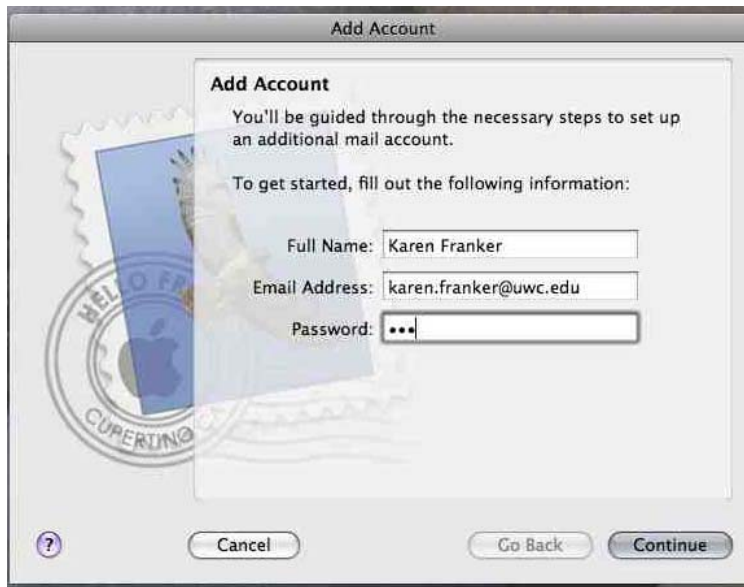 Add Account
Add Account
You'll be guided through the necessary steps to set up
an additional mail account.
To get started, fill out the following information:
Full Name: Karen Franker
Email Address: karen.franker@uwc.edu
Password: •••
HELLO FR
CUPERTINO
? Cancel Go Back Continue